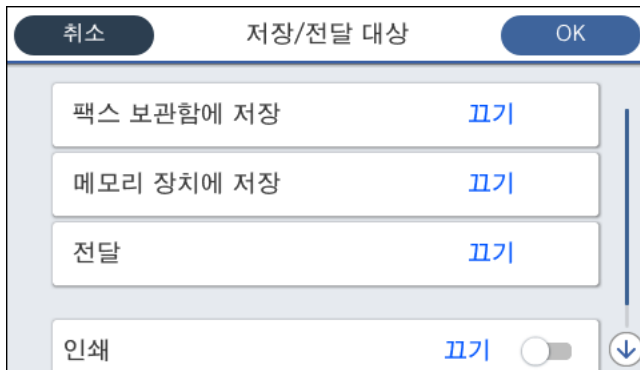 취소 저장/전달 대상 OK
팩스 보관함에 저장 끄기
메모리 장치에 저장 끄기
전달 끄기
인쇄 끄기